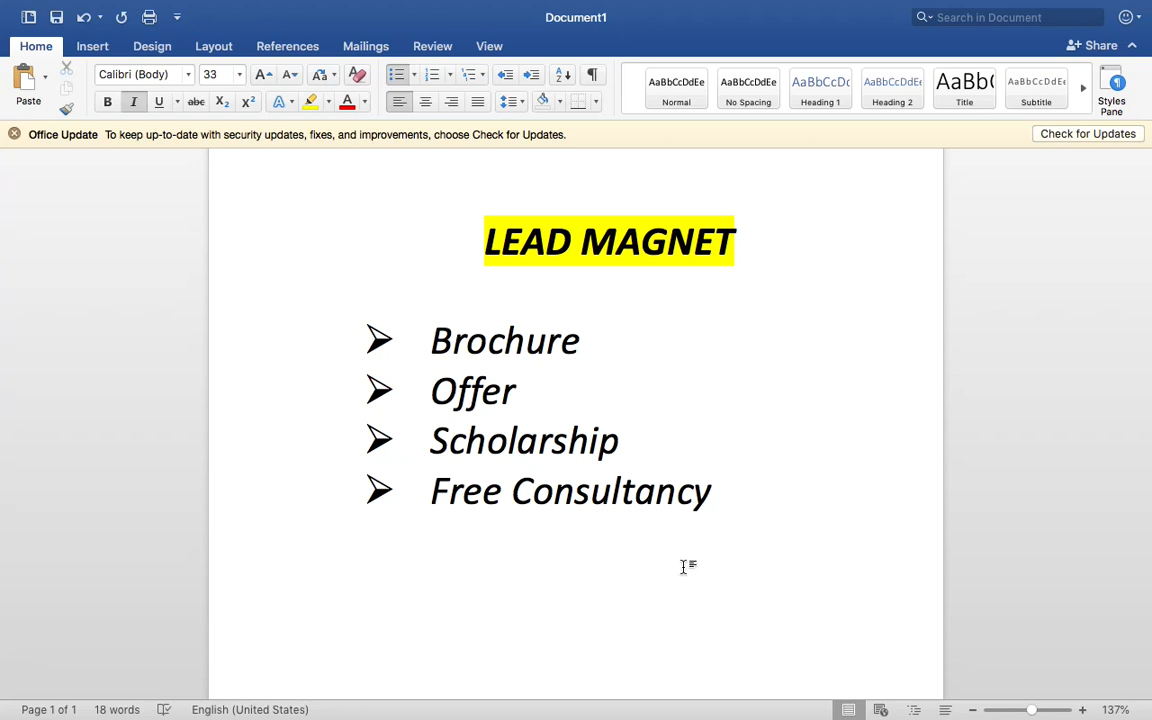 Document1
Search in Document
Home Insert Design Layout References Mailings Review View
Share
Paste
Calibri (Body) 33
AaBbCcDdEe Normal
AaBbCcDdEe No Spacing
AaBbCcDc Heading 1
AaBbCcDdEe Heading 2
AaBb( Title
AaBbCcDdEe Subtitle
Styles Pane
B I U abc X₂ X² A A
Office Update To keep up-to-date with security updates, fixes, and improvements, choose Check for Updates.
Check for Updates
LEAD MAGNET
➢ Brochure
➢ Offer
➢ Scholarship
➢ Free Consultancy
Page 1 of 1 18 words English (United States) 137%